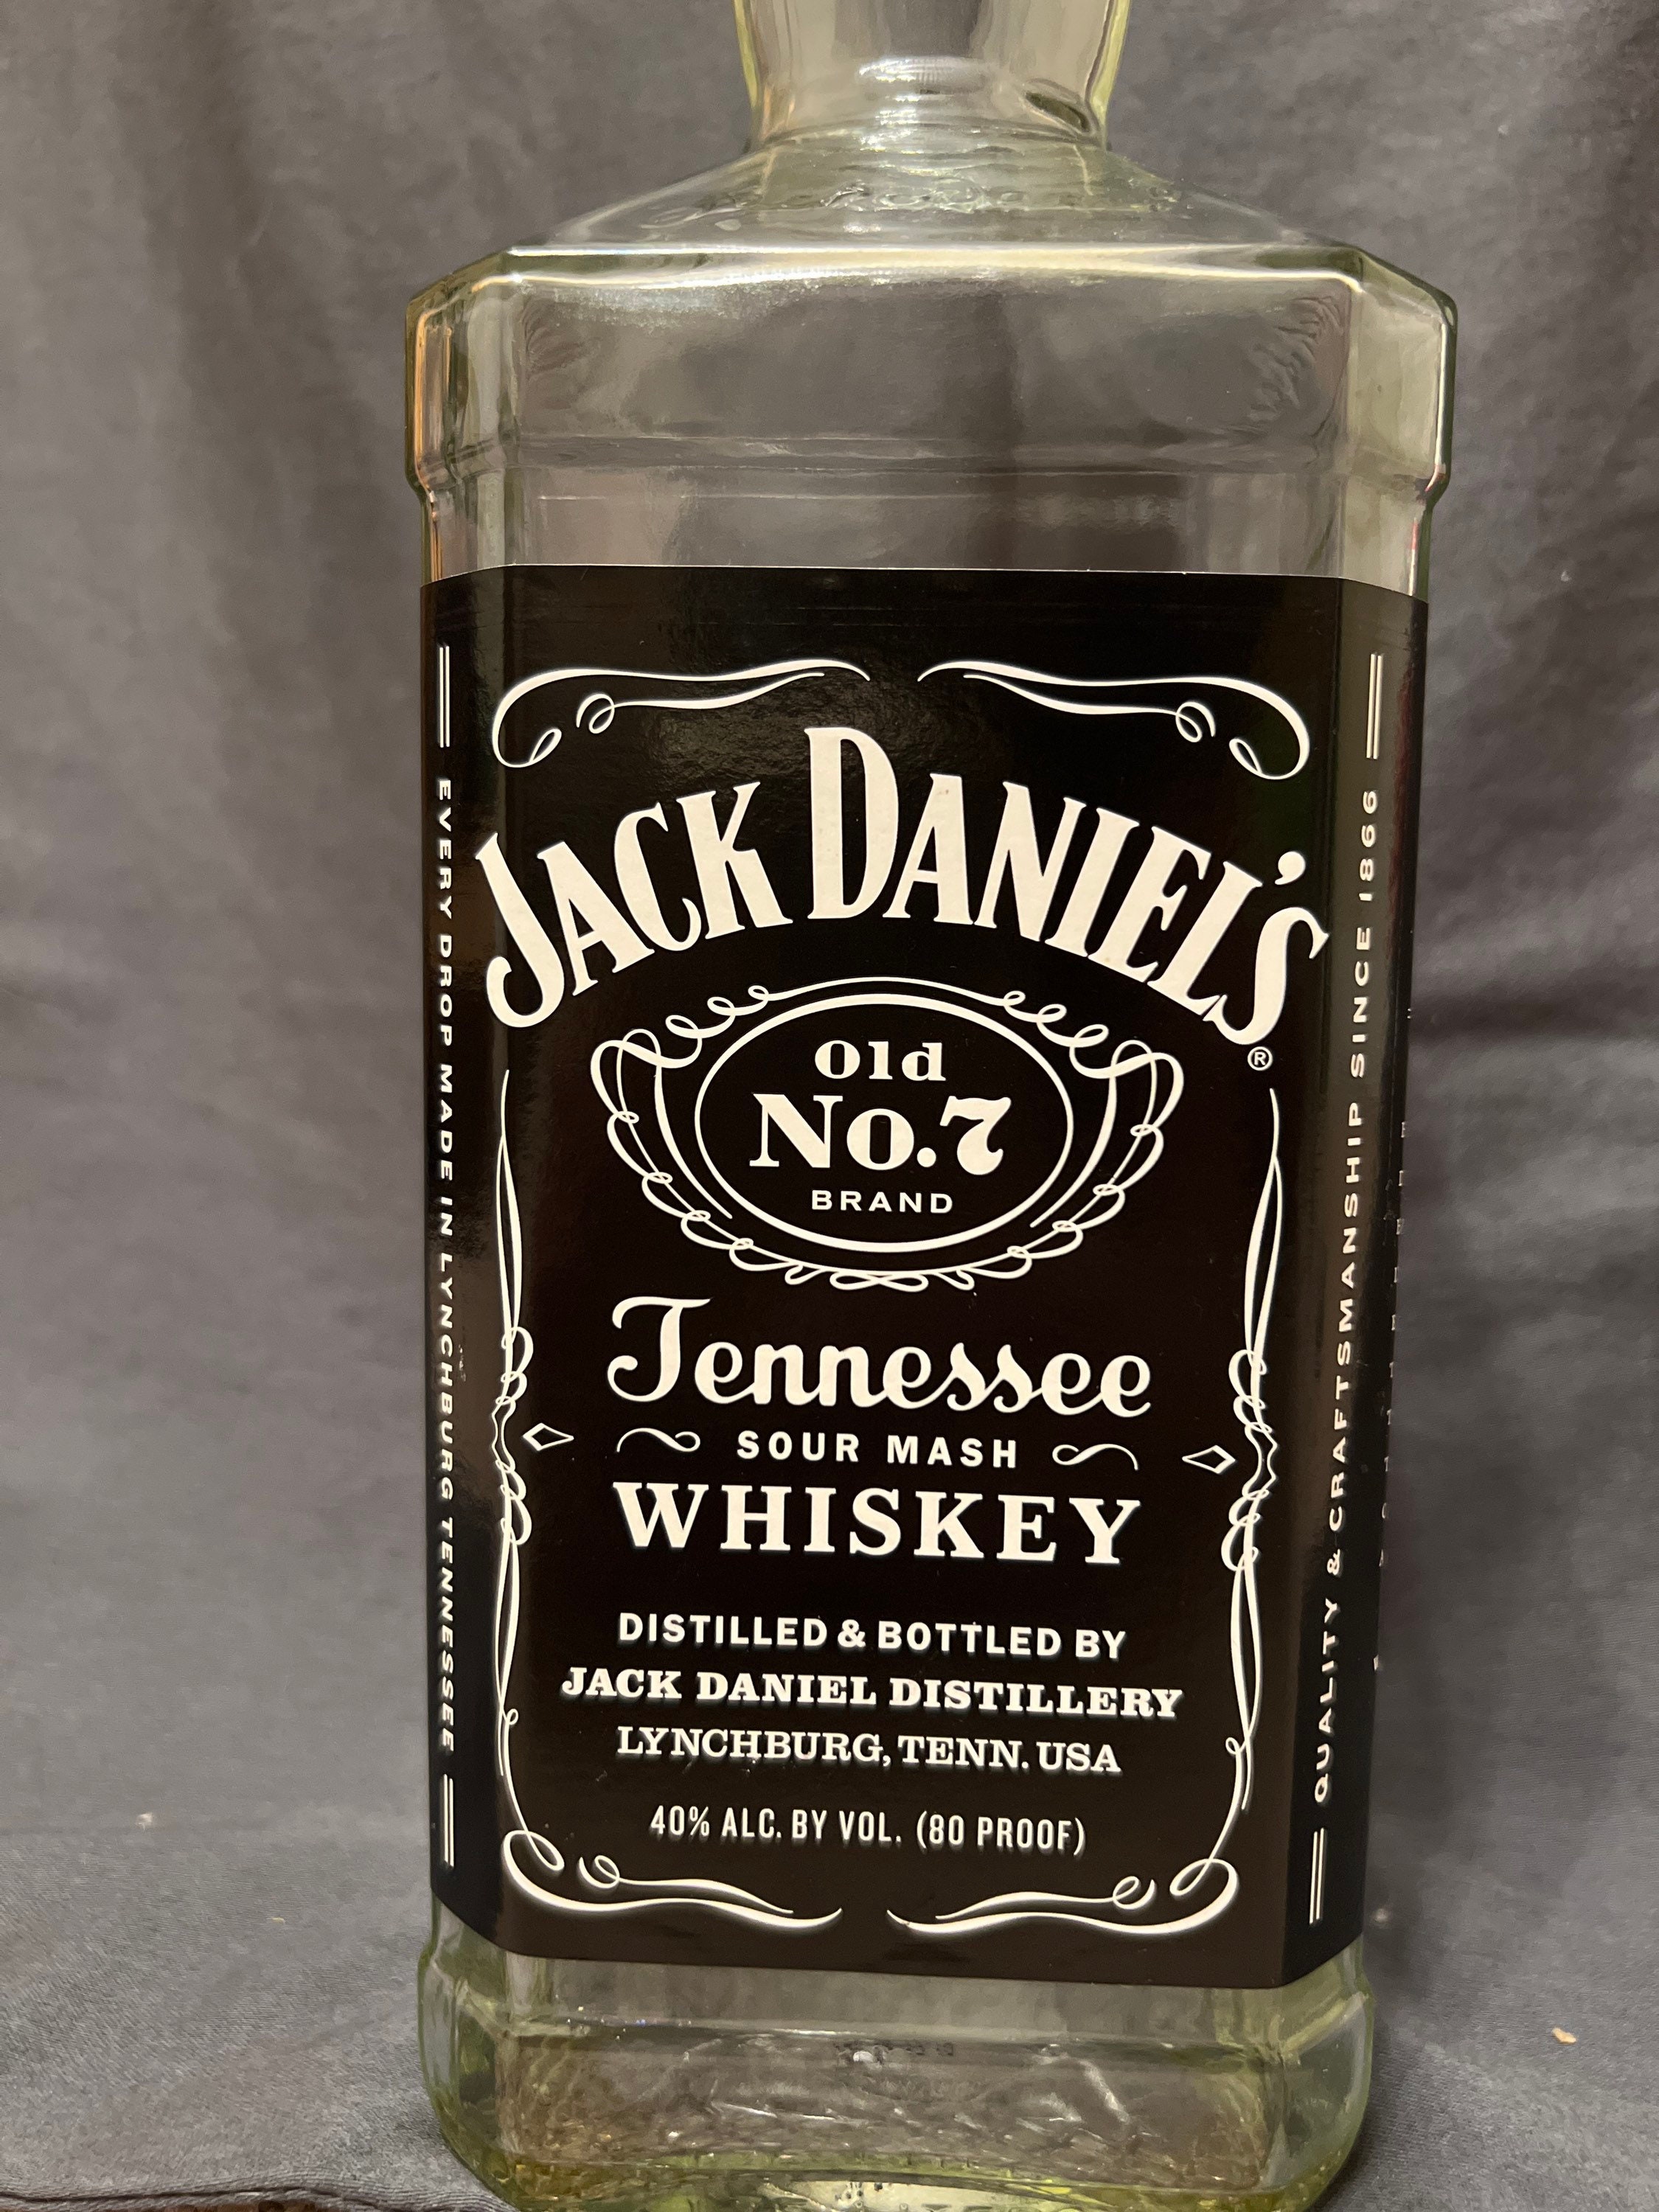 JACK DANIEL'S
®
Old
No.7
BRAND
Tennessee
SOUR MASH
WHISKEY
DISTILLED & BOTTLED BY
JACK DANIEL DISTILLERY
LYNCHBURG, TENN. USA
40% ALC. BY VOL. (80 PROOF)
EVERY DROP MADE IN LYNCHBURG TENNESSEE
QUALITY & CRAFTSMANSHIP SINCE 1866